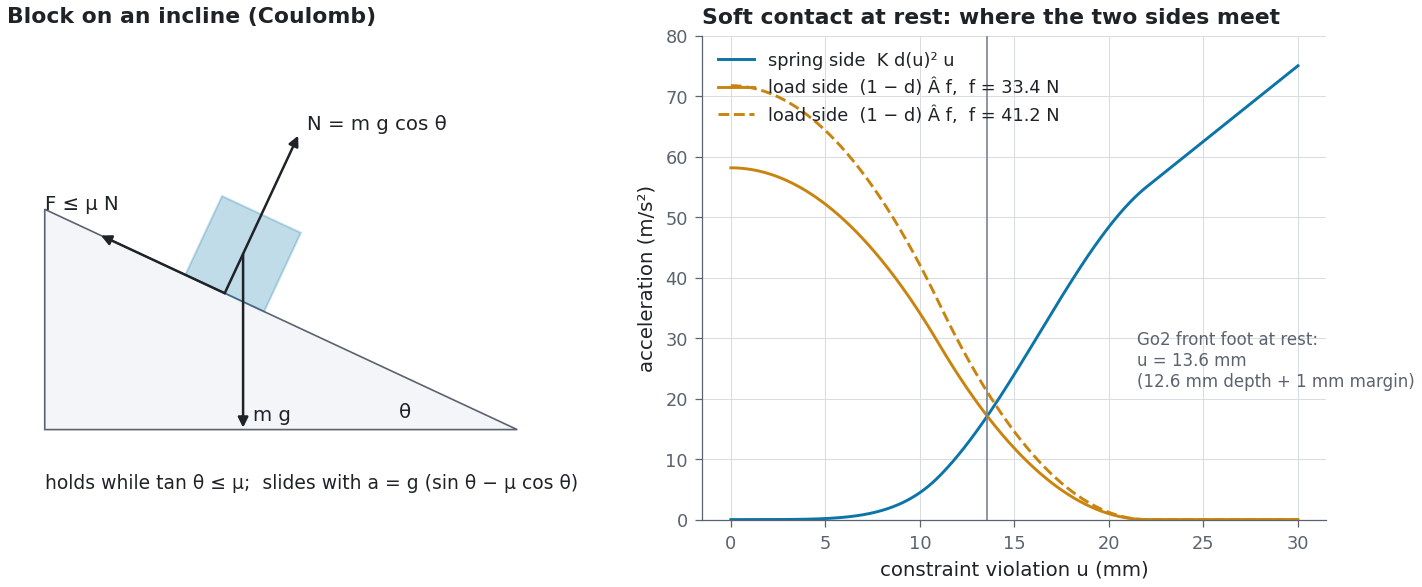 Block on an incline (Coulomb)
N = m g cos θ
F ≤ μ N
m g
θ
holds while tan θ ≤ μ;  slides with a = g (sin θ − μ cos θ)
Soft contact at rest: where the two sides meet
spring side  K d(u)² u
load side  (1 − d) Â f,  f = 33.4 N
load side  (1 − d) Â f,  f = 41.2 N
acceleration (m/s²)
80
70
60
50
40
30
20
10
0
Go2 front foot at rest:
u = 13.6 mm
(12.6 mm depth + 1 mm margin)
0 5 10 15 20 25 30
constraint violation u (mm)